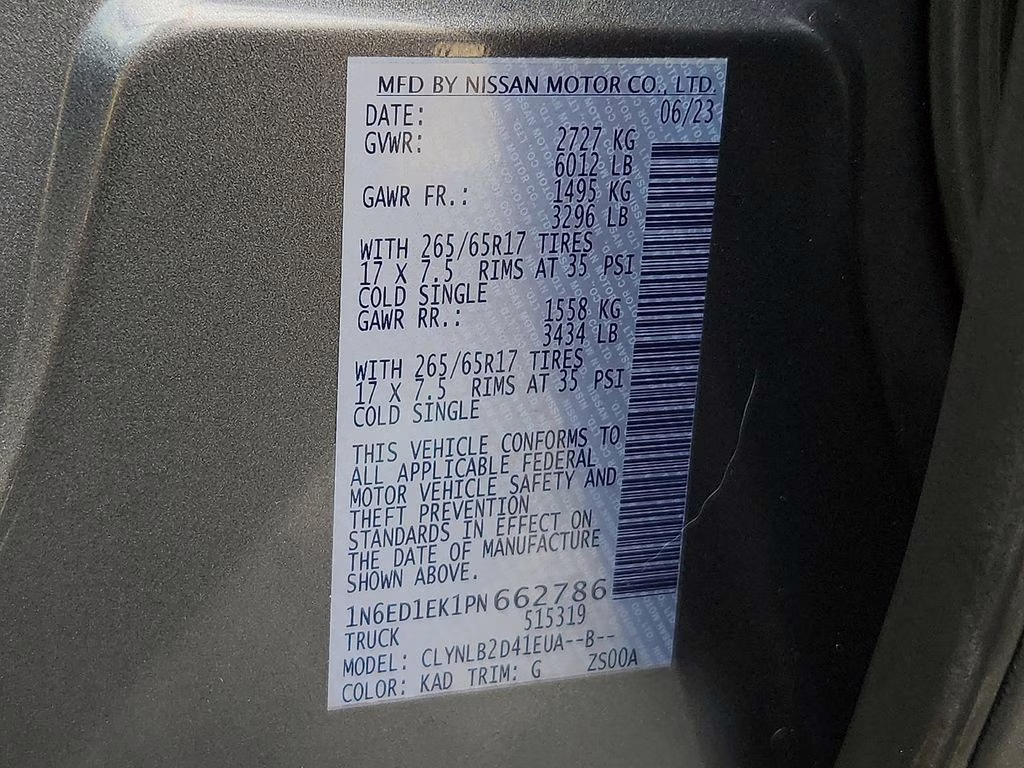 MFD BY NISSAN MOTOR CO., LTD.
DATE: 06/23
GVWR: 2727 KG
6012 LB
GAWR FR.: 1495 KG
3296 LB
WITH 265/65R17 TIRES
17 X 7.5 RIMS AT 35 PSI
COLD SINGLE
GAWR RR.: 1558 KG
3434 LB
WITH 265/65R17 TIRES
17 X 7.5 RIMS AT 35 PSI
COLD SINGLE
THIS VEHICLE CONFORMS TO
ALL APPLICABLE FEDERAL
MOTOR VEHICLE SAFETY AND
THEFT PREVENTION
STANDARDS IN EFFECT ON
THE DATE OF MANUFACTURE
SHOWN ABOVE.
1N6ED1EK1PN662786
TRUCK 515319
MODEL: CLYNLB2D41EUA--B--
COLOR: KAD TRIM: G ZS00A